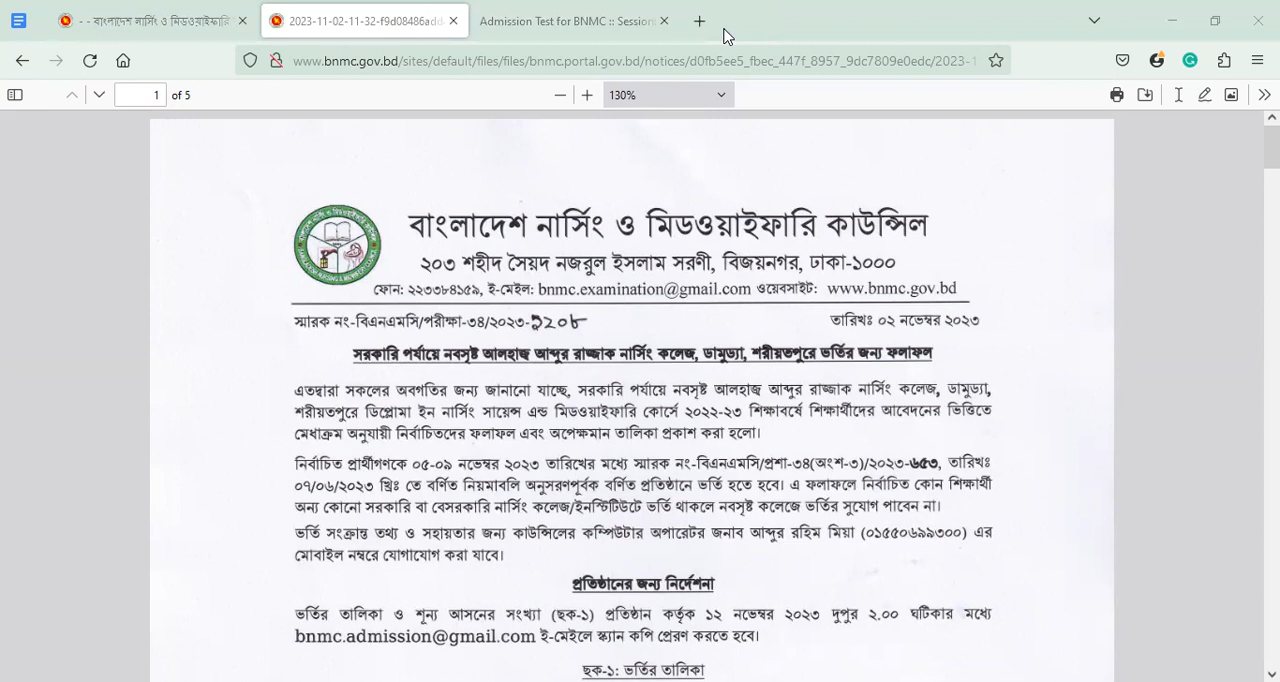 - - বাংলাদেশ নার্সিং ও মিডওয়াইফারি
2023-11-02-11-32-f9d08486add
Admission Test for BNMC :: Session
www.bnmc.gov.bd/sites/default/files/files/bnmc.portal.gov.bd/notices/d0fb5ee5_fbec_447f_8957_9dc7809e0edc/2023-1
1 of 5
130%
বাংলাদেশ নার্সিং ও মিডওয়াইফারি কাউন্সিল
২০৩ শহীদ সৈয়দ নজরুল ইসলাম সরণী, বিজয়নগর, ঢাকা-১০০০
ফোন: ২২৩৩৮৪১৫৯, ই-মেইল: bnmc.examination@gmail.com ওয়েবসাইট: www.bnmc.gov.bd
স্মারক নং-বিএনএমসি/পরীক্ষা-৩৪/২০২৩-১২০৮
তারিখঃ ০২ নভেম্বর ২০২৩
সরকারি পর্যায়ে নবসৃষ্ট আলহাজ্ব আব্দুর রাজ্জাক নার্সিং কলেজ, ডামুড্যা, শরীয়তপুরে ভর্তির জন্য ফলাফল
এতদ্বারা সকলের অবগতির জন্য জানানো যাচ্ছে, সরকারি পর্যায়ে নবসৃষ্ট আলহাজ্ব আব্দুর রাজ্জাক নার্সিং কলেজ, ডামুড্যা,
শরীয়তপুরে ডিপ্লোমা ইন নার্সিং সায়েন্স এন্ড মিডওয়াইফারি কোর্সে ২০২২-২৩ শিক্ষাবর্ষে শিক্ষার্থীদের আবেদনের ভিত্তিতে
মেধাক্রম অনুযায়ী নির্বাচিতদের ফলাফল এবং অপেক্ষমান তালিকা প্রকাশ করা হলো।
নির্বাচিত প্রার্থীগণকে ০৫-০৯ নভেম্বর ২০২৩ তারিখের মধ্যে স্মারক নং-বিএনএমসি/প্রশা-৩৪(অংশ-৩)/২০২৩-৬৫৩, তারিখঃ
০৭/০৬/২০২৩ খ্রিঃ তে বর্ণিত নিয়মাবলি অনুসরণপূর্বক বর্ণিত প্রতিষ্ঠানে ভর্তি হতে হবে। এ ফলাফলে নির্বাচিত কোন শিক্ষার্থী
অন্য কোনো সরকারি বা বেসরকারি নার্সিং কলেজ/ইনস্টিটিউটে ভর্তি থাকলে নবসৃষ্ট কলেজে ভর্তির সুযোগ পাবেন না।
ভর্তি সংক্রান্ত তথ্য ও সহায়তার জন্য কাউন্সিলের কম্পিউটার অপারেটর জনাব আব্দুর রহিম মিয়া (০১৫৫০৬৯৯৩০০) এর
মোবাইল নম্বরে যোগাযোগ করা যাবে।
প্রতিষ্ঠানের জন্য নির্দেশনা
ভর্তির তালিকা ও শূন্য আসনের সংখ্যা (ছক-১) প্রতিষ্ঠান কর্তৃক ১২ নভেম্বর ২০২৩ দুপুর ২.০০ ঘটিকার মধ্যে
bnmc.admission@gmail.com ই-মেইলে স্ক্যান কপি প্রেরণ করতে হবে।
ছক-১: ভর্তির তালিকা